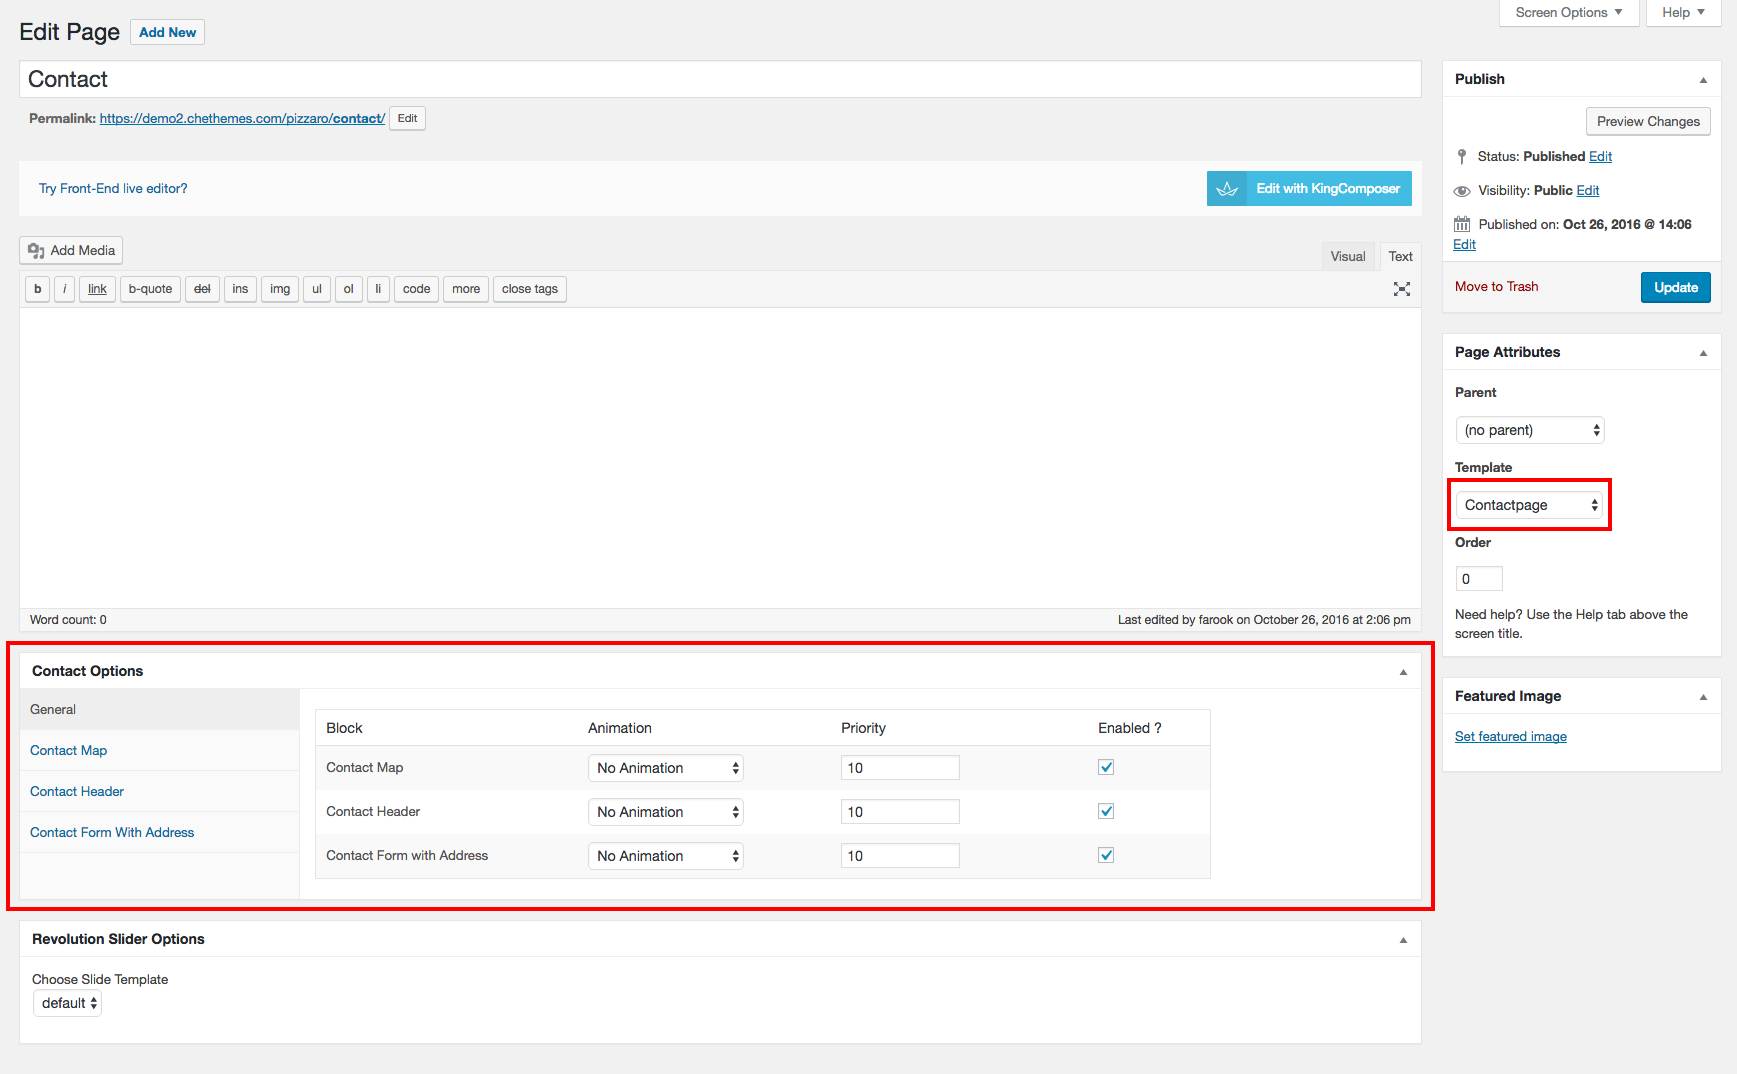 Screen Options
Help
Edit Page Add New
Contact
Permalink: https://demo2.chethemes.com/pizzaro/contact/ Edit
Try Front-End live editor?
Edit with KingComposer
Add Media
Visual Text
b i link b-quote del ins img ul ol li code more close tags
Word count: 0
Last edited by farook on October 26, 2016 at 2:06 pm
Contact Options
General
Contact Map
Contact Header
Contact Form With Address
Block Animation Priority Enabled ?
Contact Map No Animation 10
Contact Header No Animation 10
Contact Form with Address No Animation 10
Revolution Slider Options
Choose Slide Template
default
Publish
Preview Changes
Status: Published Edit
Visibility: Public Edit
Published on: Oct 26, 2016 @ 14:06
Edit
Move to Trash Update
Page Attributes
Parent
(no parent)
Template
Contactpage
Order
0
Need help? Use the Help tab above the
screen title.
Featured Image
Set featured image